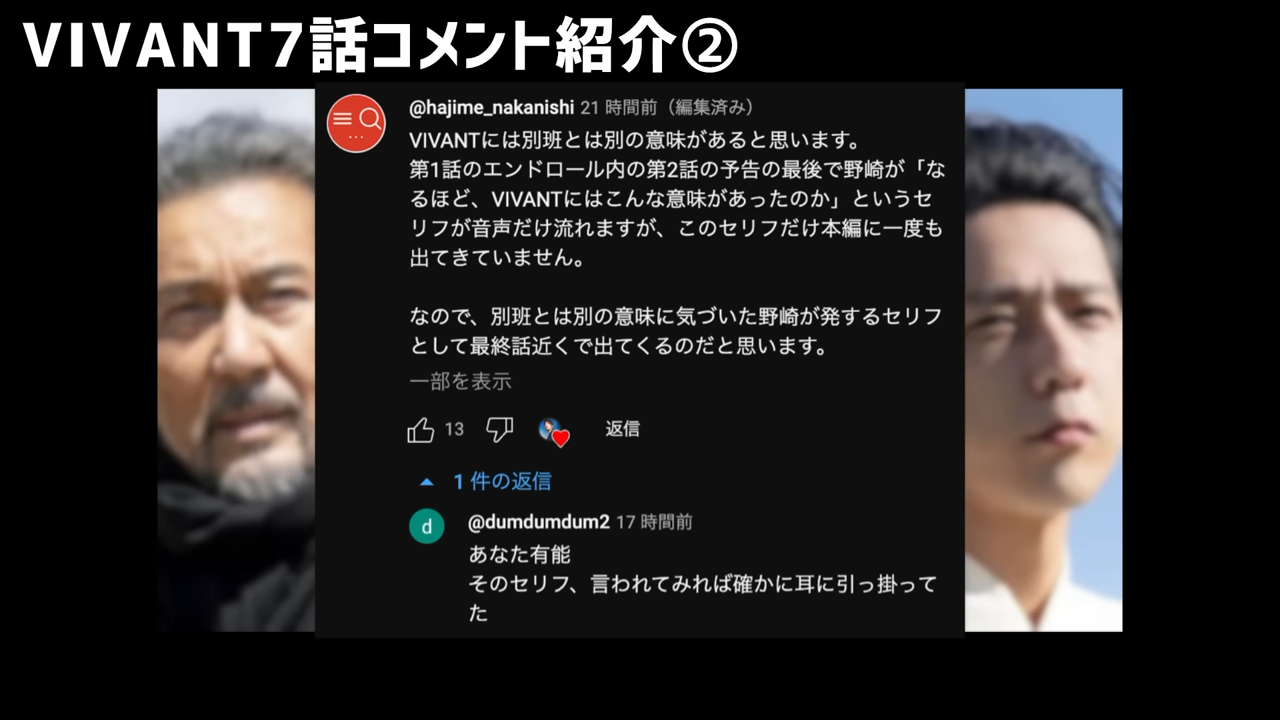 VIVANT7話コメント紹介②
@hajime_nakanishi 21 時間前（編集済み）
VIVANTには別班とは別の意味があると思います。
第1話のエンドロール内の第2話の予告の最後で野崎が「な
るほど、VIVANTにはこんな意味があったのか」というセ
リフが音声だけ流れますが、このセリフだけ本編に一度も
出てきていません。
なので、別班とは別の意味に気づいた野崎が発するセリフ
として最終話近くで出てくるのだと思います。
一部を表示
13 返信
1 件の返信
d @dumdumdum2 17 時間前
あなた有能
そのセリフ、言われてみれば確かに耳に引っ掛って
た